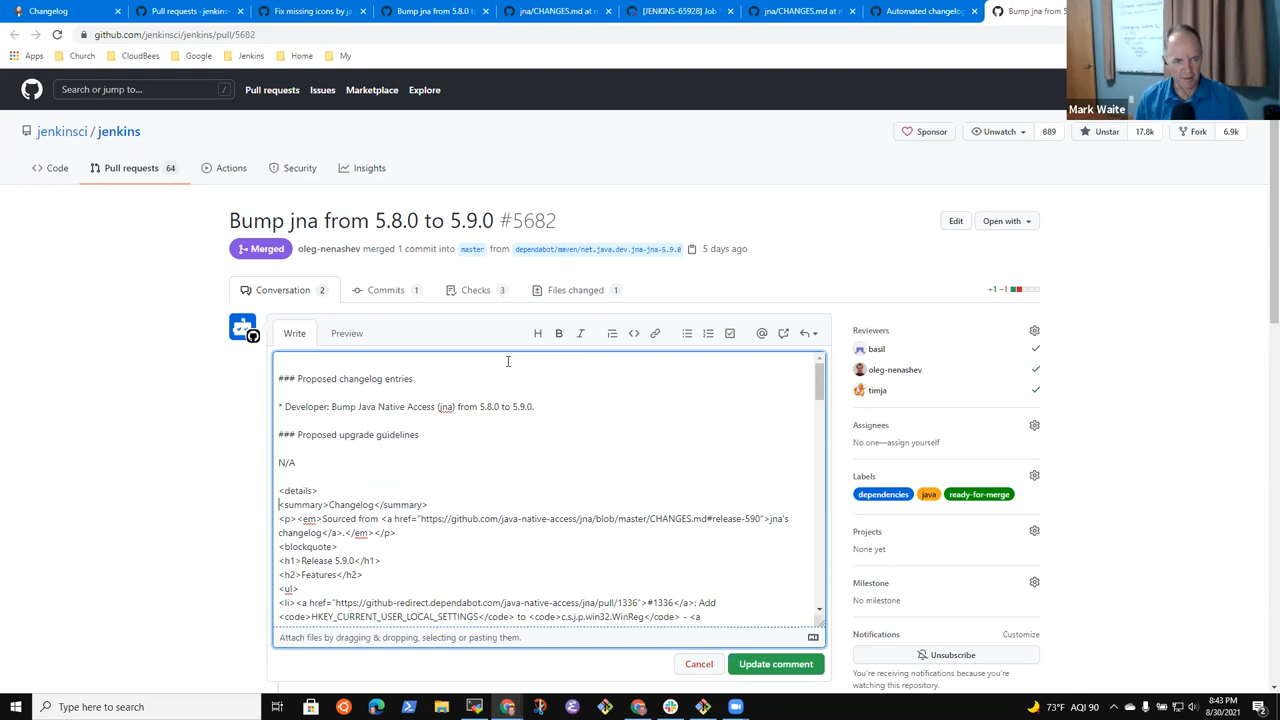 Changelog
Pull requests · jenkins-
Fix missing icons by ja
Bump jna from 5.8.0 to
jna/CHANGES.md at m
[JENKINS-65928] Job
jna/CHANGES.md at m
Automated changelog
Bump jna from 5
github.com/jenkinsci/jenkins/pull/5682
Apps Church CloudBees Google Jenkins Home My
Search or jump to... /
Pull requests Issues Marketplace Explore
Mark Waite
jenkinsci / jenkins
Sponsor Unwatch 889 Unstar 17.8k Fork 6.9k
Code Pull requests 64 Actions Security Insights
Bump jna from 5.8.0 to 5.9.0 #5682
Edit Open with
Merged oleg-nenashev merged 1 commit into master from dependabot/maven/net.java.dev.jna-jna-5.9.0 5 days ago
Conversation 2 Commits 1 Checks 3 Files changed 1
+1 −1
Write Preview
### Proposed changelog entries
* Developer: Bump Java Native Access (jna) from 5.8.0 to 5.9.0.
### Proposed upgrade guidelines
N/A
<details>
<summary>Changelog</summary>
<p><em>Sourced from <a href="https://github.com/java-native-access/jna/blob/master/CHANGES.md#release-590">jna's
changelog</a>.</em></p>
<blockquote>
<h1>Release 5.9.0</h1>
<h2>Features</h2>
<ul>
<li><a href="https://github-redirect.dependabot.com/java-native-access/jna/pull/1336">#1336</a>: Add
<code>HKEY_CURRENT_USER_LOCAL_SETTINGS</code> to <code>c.s.j.p.win32.WinReg</code> - <a
Attach files by dragging & dropping, selecting or pasting them.
Cancel Update comment
Reviewers
basil
oleg-nenashev
timja
Assignees
No one—assign yourself
Labels
dependencies java ready-for-merge
Projects
None yet
Milestone
No milestone
Notifications Customize
Unsubscribe
You're receiving notifications because you're
watching this repository.
Type here to search
73°F AQI 90
8:43 PM
8/30/2021
2